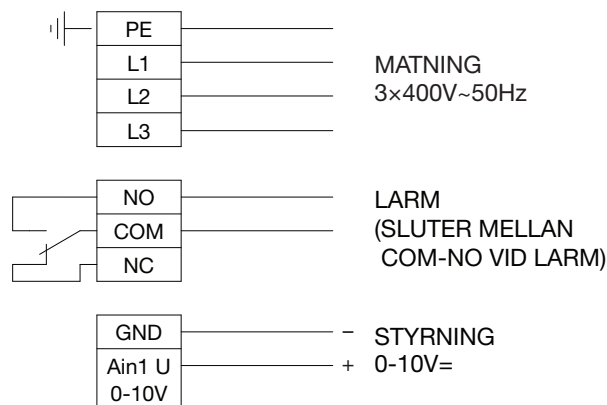 PE
L1
L2
L3
MATNING
3×400V~50Hz
NO
COM
NC
LARM
(SLUTER MELLAN
COM-NO VID LARM)
GND
Ain1 U
0-10V
− STYRNING
+ 0-10V=